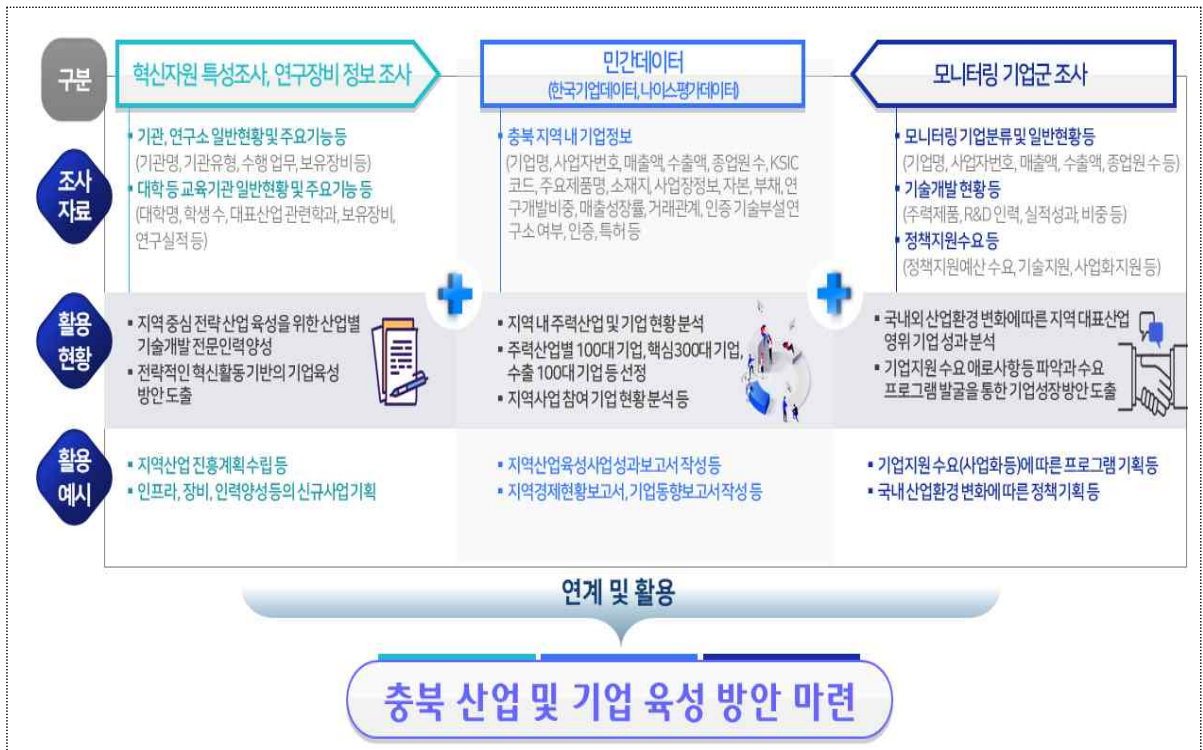 구분
혁신자원 특성조사, 연구장비 정보 조사
민간데이터
(한국기업데이터, 나이스평가데이터)
모니터링 기업군 조사
조사
자료
▪ 기관, 연구소 일반현황 및 주요기능 등
(기관명, 기관유형, 수행 업무, 보유장비 등)
▪ 대학 등 교육기관 일반현황 및 주요기능 등
(대학명, 학생 수, 대표산업 관련학과, 보유장비,
연구실적 등)
▪ 충북 지역 내 기업정보
(기업명, 사업자번호, 매출액, 수출액, 종업원 수, KSIC
코드, 주요제품명, 소재지, 사업장정보, 자본, 부채, 연
구개발비중, 매출성장률, 거래관계, 인증 기술부설 연
구소 여부, 인증, 특허 등
▪ 모니터링 기업분류 및 일반현황 등
(기업명, 사업자번호, 매출액, 수출액, 종업원 수 등)
▪ 기술개발 현황 등
(주력제품, R&D 인력, 실적성과, 비중 등)
▪ 정책지원수요 등
(정책지원예산 수요, 기술지원, 사업화지원 등)
활용
현황
▪ 지역 중심 전략 산업 육성을 위한 산업별
기술개발 전문인력 양성
▪ 전략적인 혁신활동기반의 기업육성
방안 도출
▪ 지역 내 주력산업 및 기업 현황 분석
▪ 주력산업별 100대 기업, 핵심300대 기업,
수출 100대 기업 등 선정
▪ 지역사업 참여 기업 현황 분석 등
▪ 국내외 산업환경 변화에 따른 지역 대표산업
영위 기업 성과 분석
▪ 기업지원 수요 애로사항 등 파악과 수요
프로그램 발굴을 통한 기업성장방안 도출
활용
예시
▪ 지역산업 진흥계획 수립 등
▪ 인프라, 장비, 인력양성 등의 신규사업 기획
▪ 지역산업육성사업 성과보고서 작성 등
▪ 지역경제현황보고서, 기업동향보고서 작성 등
▪ 기업지원 수요(사업화등)에 따른 프로그램 기획 등
▪ 국내 산업환경 변화에 따른 정책 기획 등
연계 및 활용
충북 산업 및 기업 육성 방안 마련